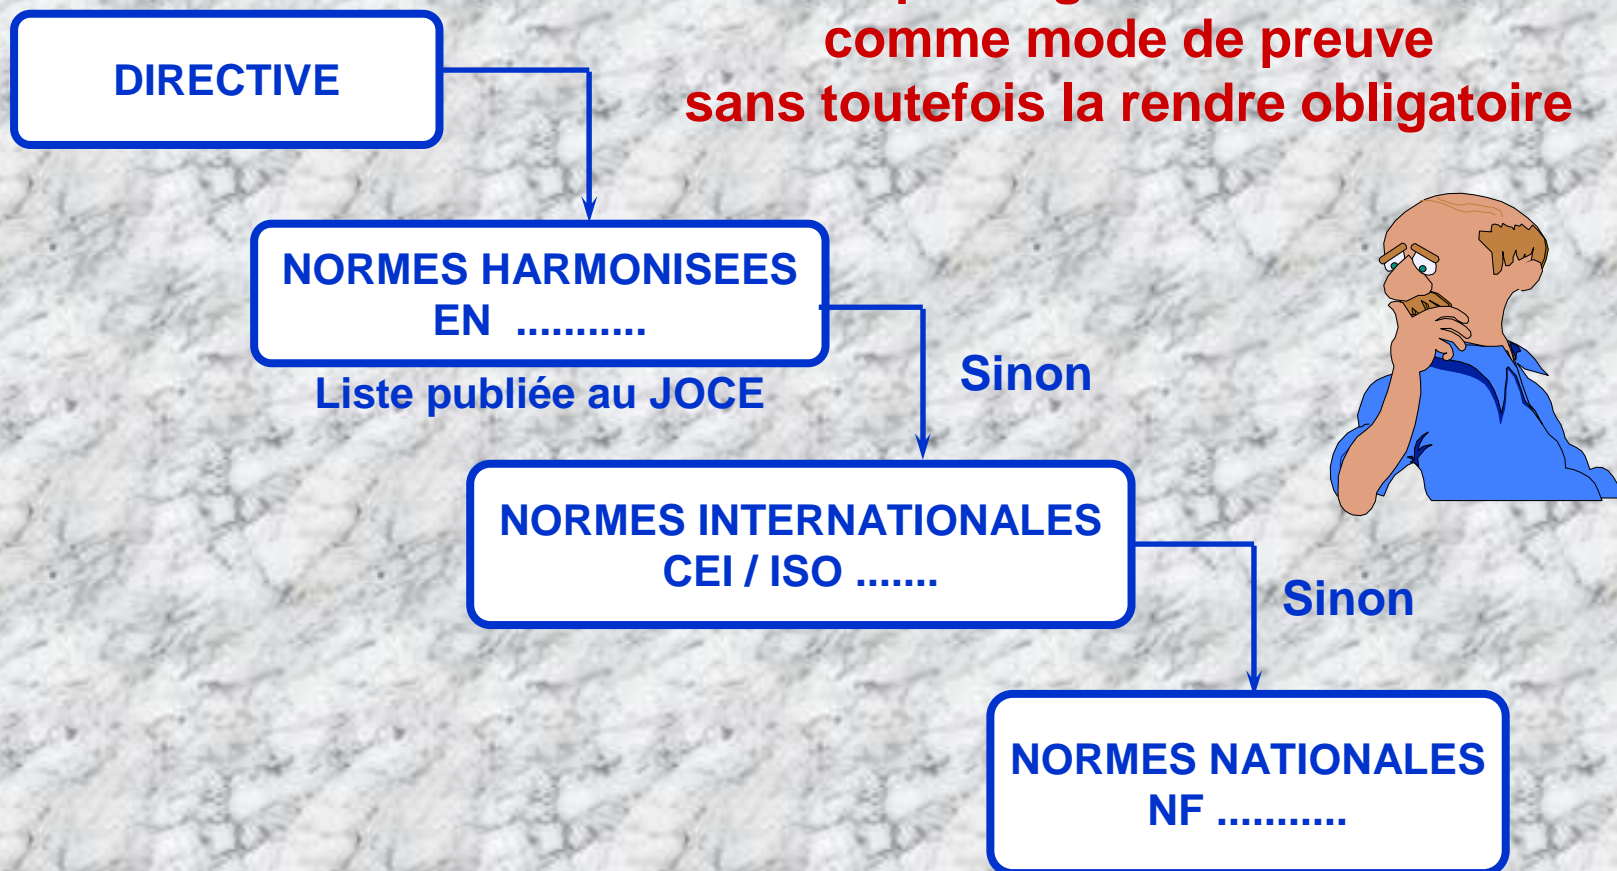 comme mode de preuve
sans toutefois la rendre obligatoire
DIRECTIVE
NORMES HARMONISEES
EN ...........
Liste publiée au JOCE
Sinon
NORMES INTERNATIONALES
CEI / ISO .......
Sinon
NORMES NATIONALES
NF ...........